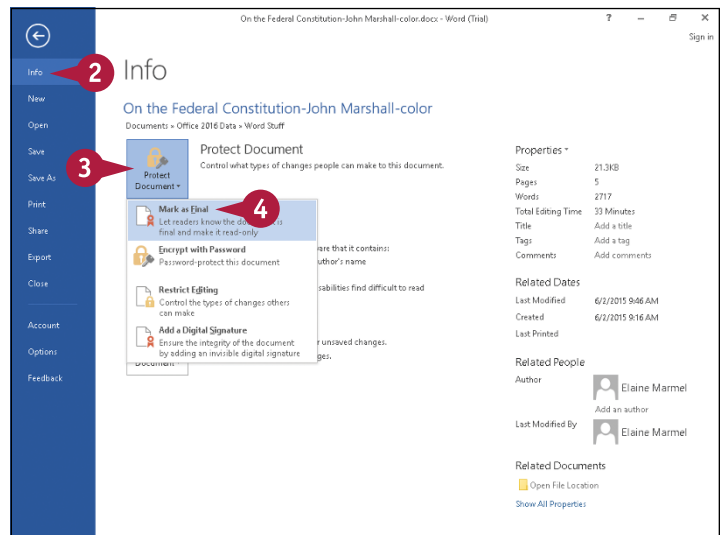 On the Federal Constitution-John Marshall-color.docx - Word (Trial)
?
Sign in
Info
New
Open
Save
Save As
Print
Share
Export
Close
Account
Options
Feedback
2
3
4
Info
On the Federal Constitution-John Marshall-color
Documents » Office 2016 Data » Word Stuff
Protect
Document
Protect Document
Control what types of changes people can make to this document.
Mark as Final
Let readers know the document is
final and make it read-only
Encrypt with Password
Password-protect this document
Restrict Editing
Control the types of changes others
can make
Add a Digital Signature
Ensure the integrity of the document
by adding an invisible digital signature
that it contains:
author's name
find difficult to read
unsaved changes.
Properties
Size 21.3KB
Pages 5
Words 2717
Total Editing Time 33 Minutes
Title Add a title
Tags Add a tag
Comments Add comments
Related Dates
Last Modified 6/2/2015 9:46 AM
Created 6/2/2015 9:16 AM
Last Printed
Related People
Author Elaine Marmel
Add an author
Last Modified By Elaine Marmel
Related Documents
Open File Location
Show All Properties